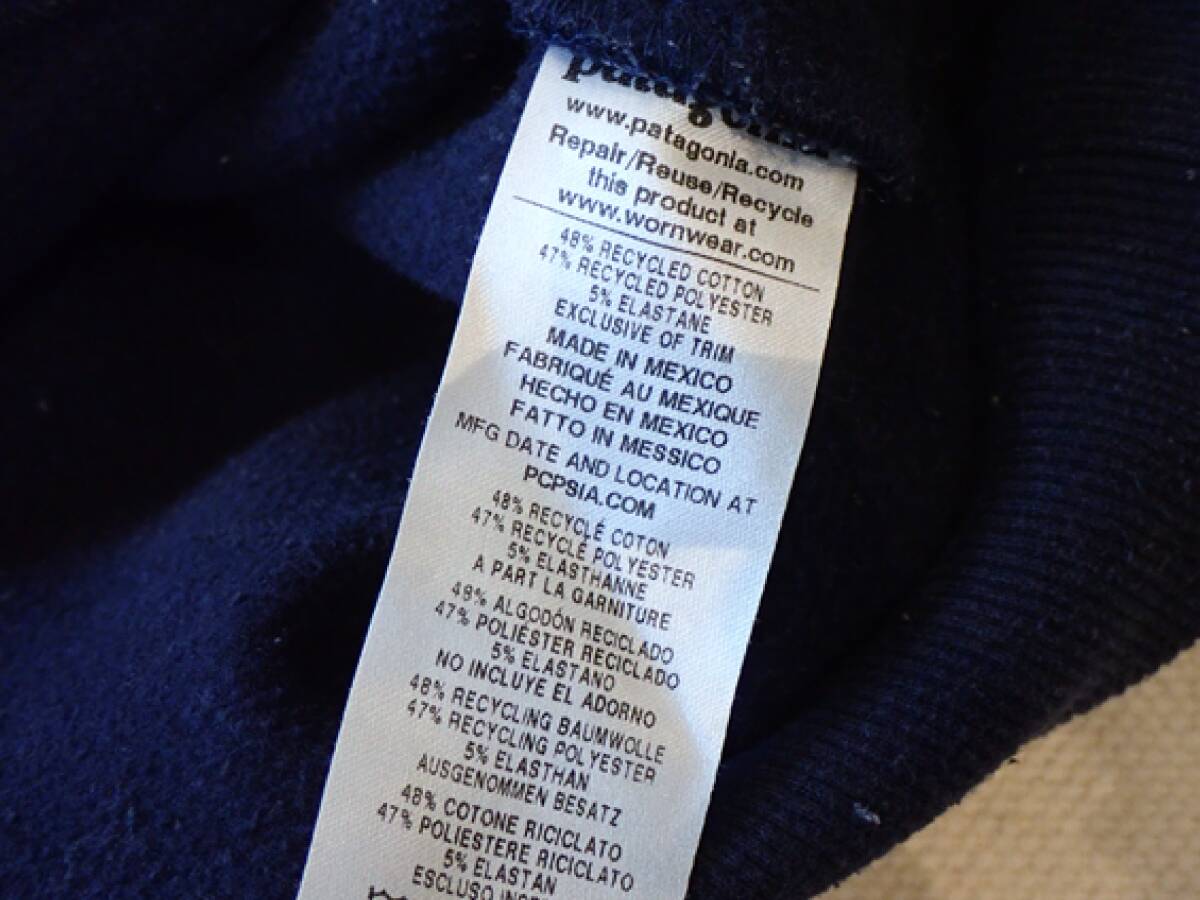 patagonia
www.patagonia.com
Repair/Reuse/Recycle
this product at
www.wornwear.com
48% RECYCLED COTTON
47% RECYCLED POLYESTER
5% ELASTANE
EXCLUSIVE OF TRIM
MADE IN MEXICO
FABRIQUÉ AU MEXIQUE
HECHO EN MEXICO
FATTO IN MESSICO
MFG DATE AND LOCATION AT
PCPSIA.COM
48% RECYCLÉ COTON
47% RECYCLÉ POLYESTER
5% ELASTHANNE
A PART LA GARNITURE
48% ALGODÓN RECICLADO
47% POLIÉSTER RECICLADO
5% ELASTANO
NO INCLUYE EL ADORNO
48% RECYCLING BAUMWOLLE
47% RECYCLING POLYESTER
5% ELASTHAN
AUSGENOMMEN BESATZ
48% COTONE RICICLATO
47% POLIESTERE RICICLATO
5% ELASTAN
ESCLUSO